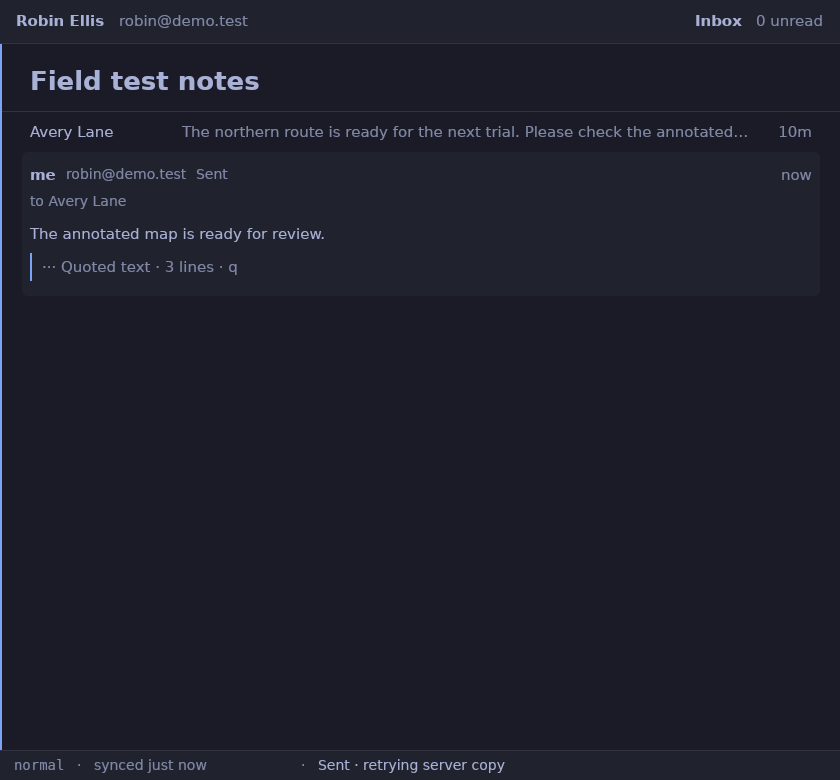 Robin Ellis robin@demo.test Inbox 0 unread
Field test notes
Avery Lane The northern route is ready for the next trial. Please check the annotated… 10m
me robin@demo.test Sent now
to Avery Lane
The annotated map is ready for review.
··· Quoted text · 3 lines · q
normal · synced just now · Sent · retrying server copy